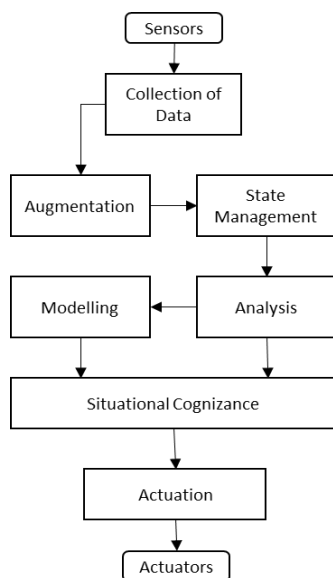 Sensors
Collection of
Data
Augmentation
State
Management
Modelling
Analysis
Situational Cognizance
Actuation
Actuators